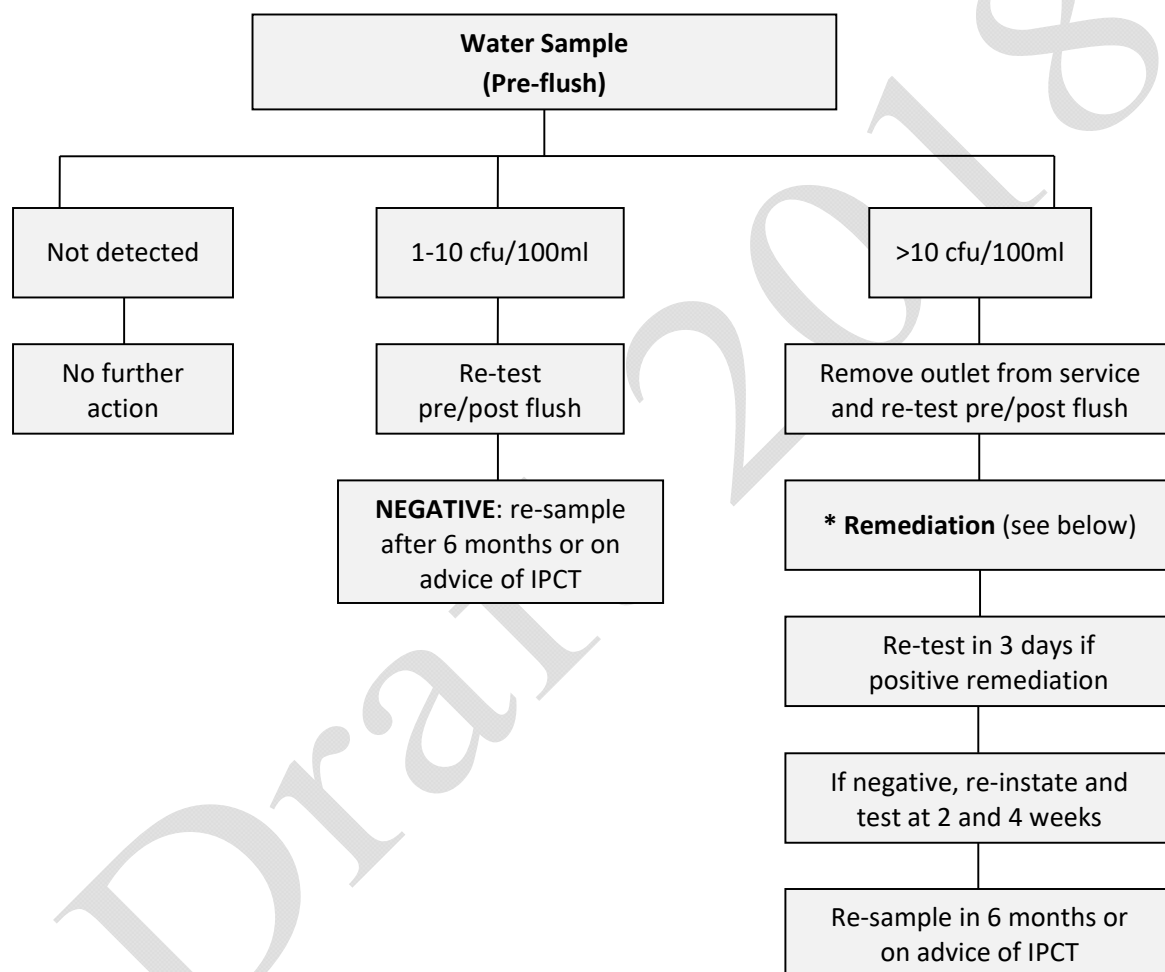 Water Sample
(Pre-flush)
Not detected
1-10 cfu/100ml
>10 cfu/100ml
No further
action
Re-test
pre/post flush
Remove outlet from service
and re-test pre/post flush
NEGATIVE: re-sample
after 6 months or on
advice of IPCT
* Remediation (see below)
Re-test in 3 days if
positive remediation
If negative, re-instate and
test at 2 and 4 weeks
Re-sample in 6 months or
on advice of IPCT
Draft 2018